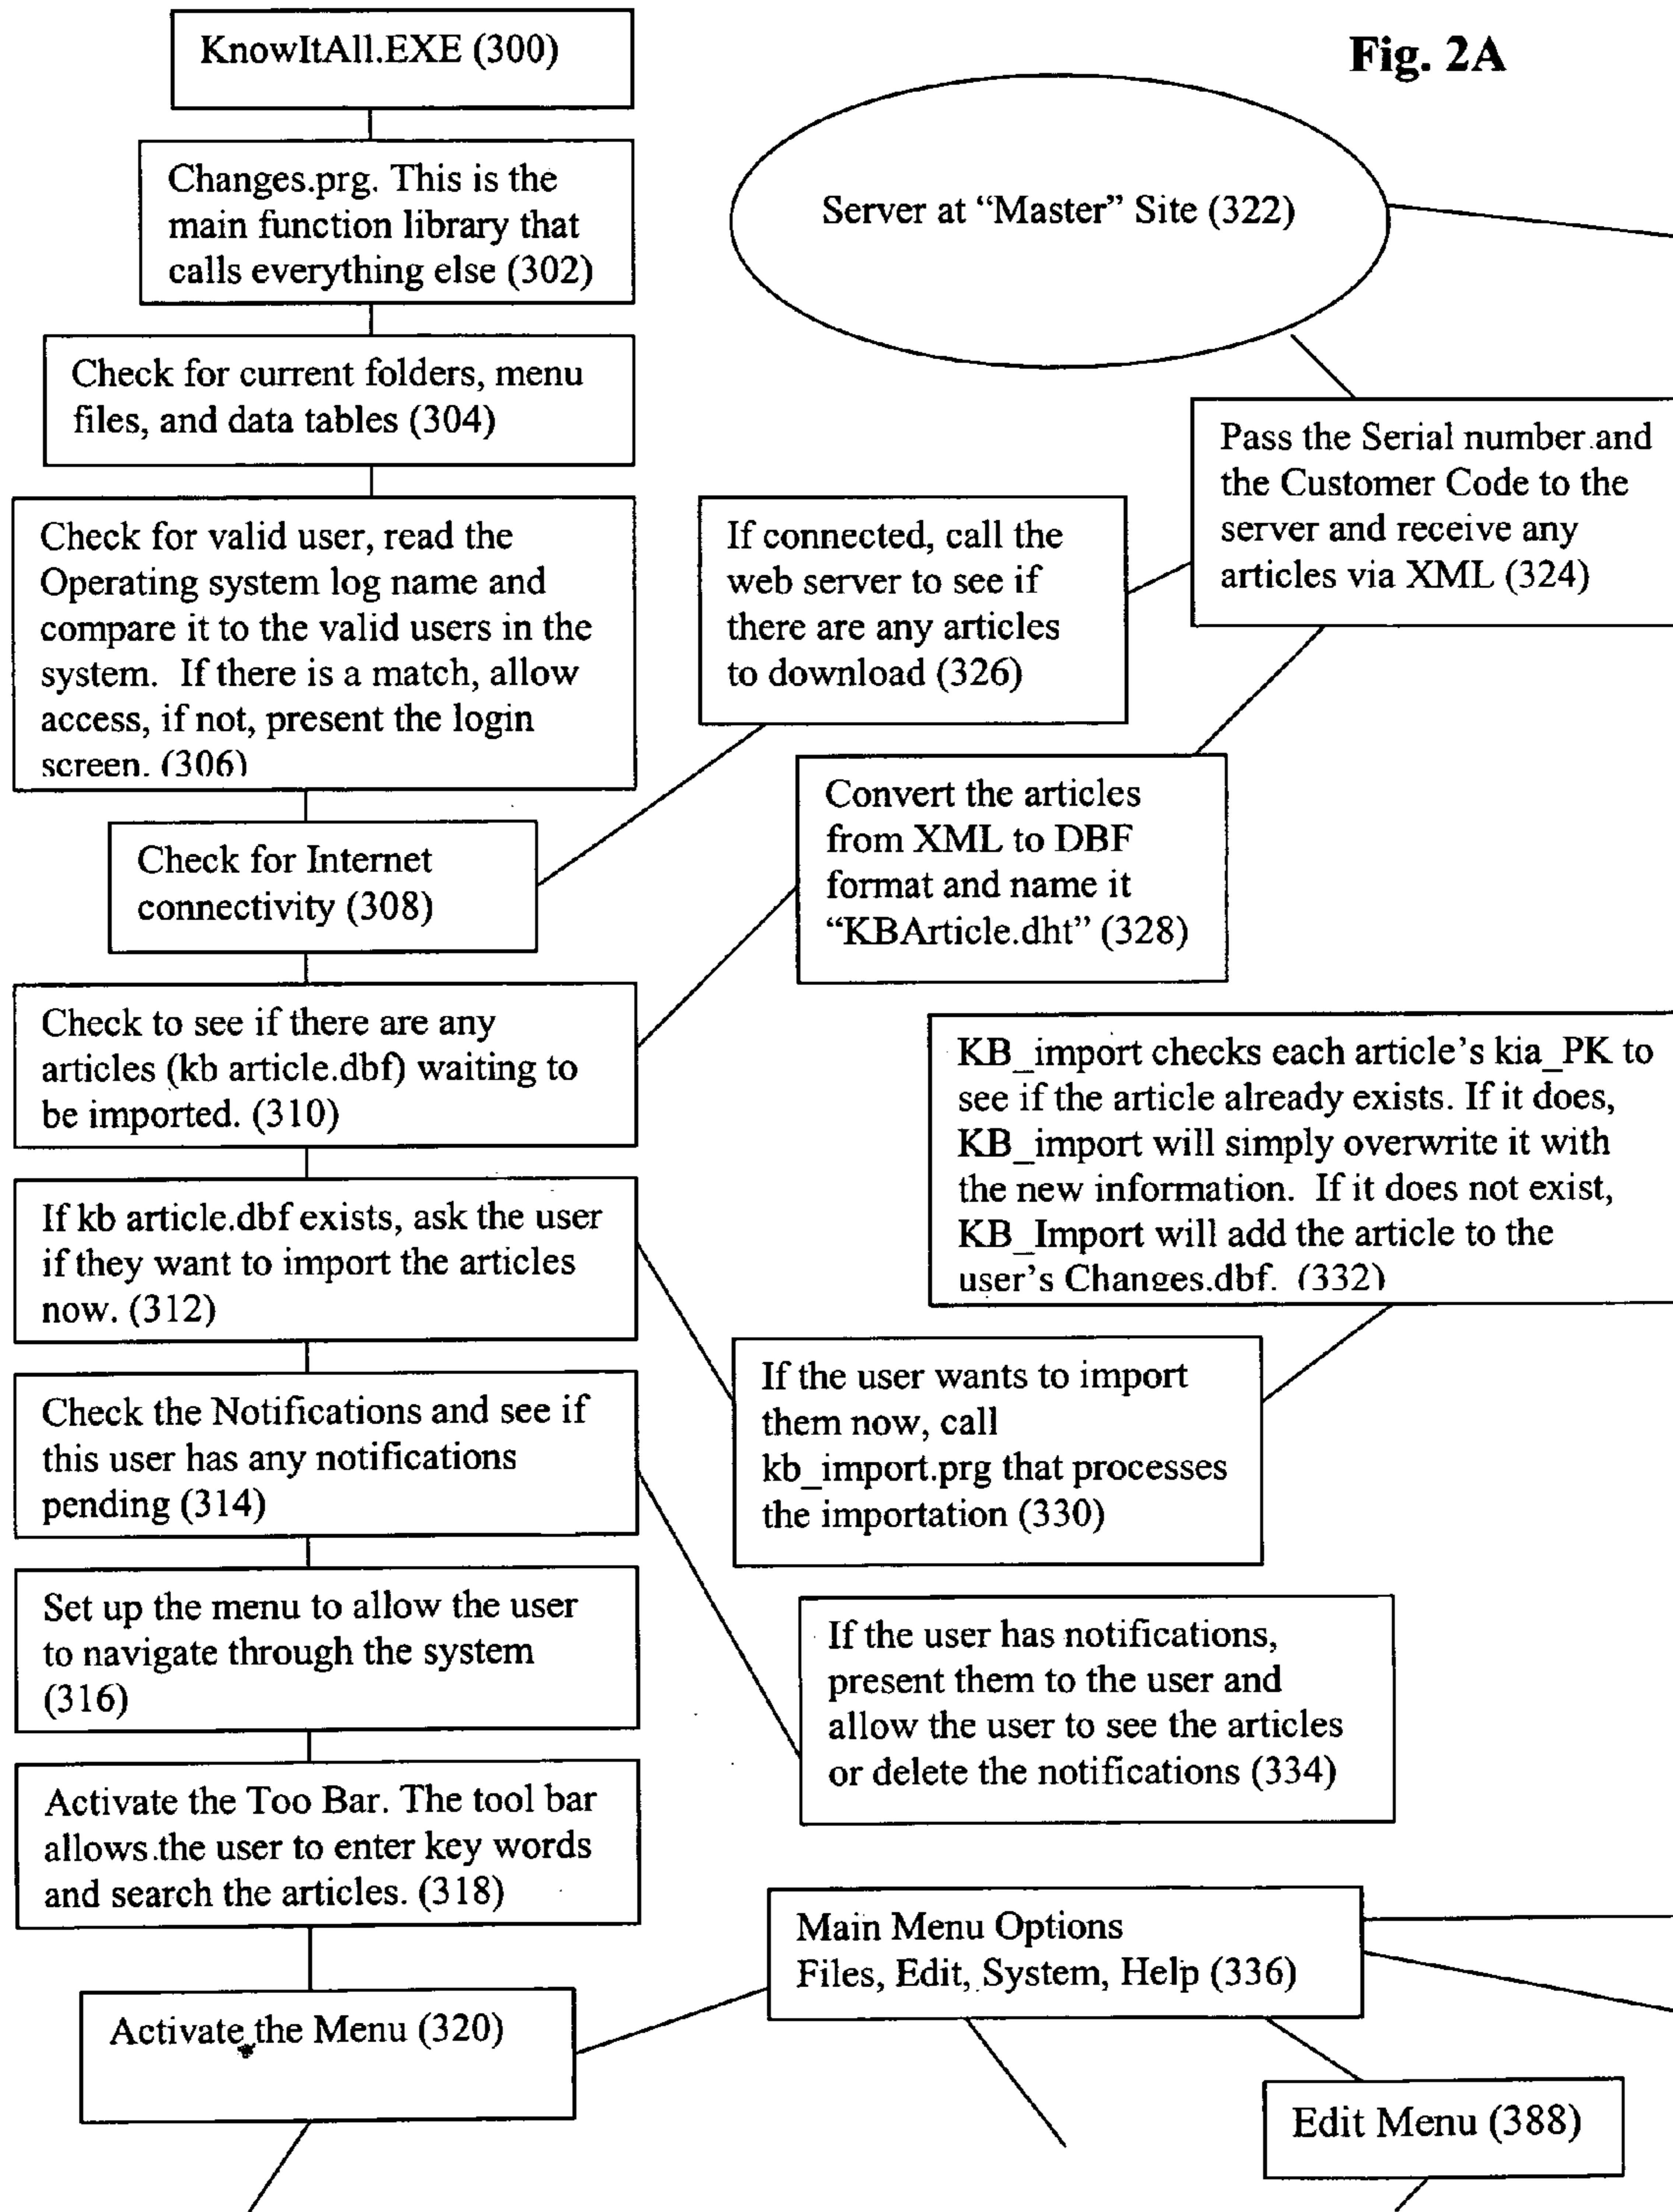 Fig. 2A
KnowItAll.EXE (300)
Changes.prg. This is the
main function library that
calls everything else (302)
Check for current folders, menu
files, and data tables (304)
Check for valid user, read the
Operating system log name and
compare it to the valid users in the
system.  If there is a match, allow
access, if not, present the login
screen. (306)
Check for Internet
connectivity (308)
Check to see if there are any
articles (kb article.dbf) waiting to
be imported. (310)
If kb article.dbf exists, ask the user
if they want to import the articles
now. (312)
Check the Notifications and see if
this user has any notifications
pending (314)
Set up the menu to allow the user
to navigate through the system
(316)
Activate the Too Bar. The tool bar
allows the user to enter key words
and search the articles. (318)
Activate the Menu (320)
Server at “Master” Site (322)
Pass the Serial number and
the Customer Code to the
server and receive any
articles via XML (324)
If connected, call the
web server to see if
there are any articles
to download (326)
Convert the articles
from XML to DBF
format and name it
“KBArticle.dht” (328)
KB_import checks each article's kia_PK to
see if the article already exists. If it does,
KB_import will simply overwrite it with
the new information.  If it does not exist,
KB_Import will add the article to the
user's Changes.dbf.  (332)
If the user wants to import
them now, call
kb_import.prg that processes
the importation (330)
If the user has notifications,
present them to the user and
allow the user to see the articles
or delete the notifications (334)
Main Menu Options
Files, Edit, System, Help (336)
Edit Menu (388)